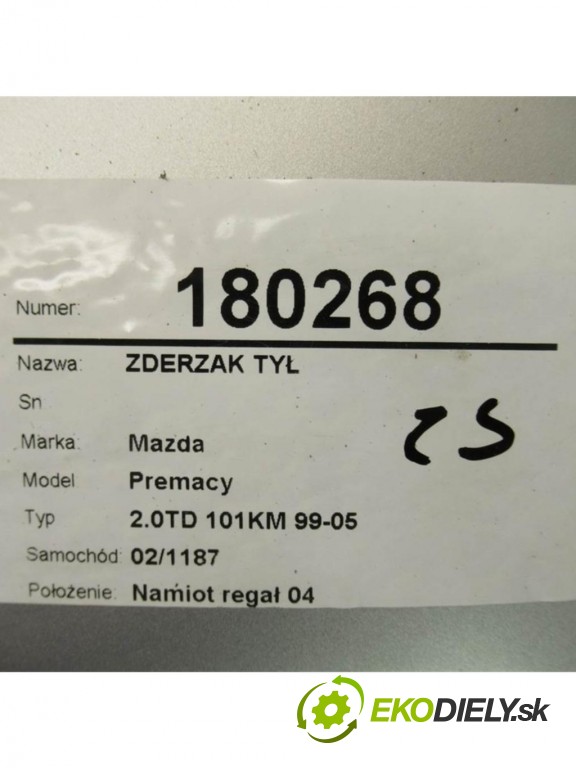 Numer: 180268
Nazwa: ZDERZAK TYŁ
Sn
Marka: Mazda
Model Premacy
Typ 2.0TD 101KM 99-05
Samochód: 02/1187
Położenie: Namiot regał 04
EKODIELY.sk